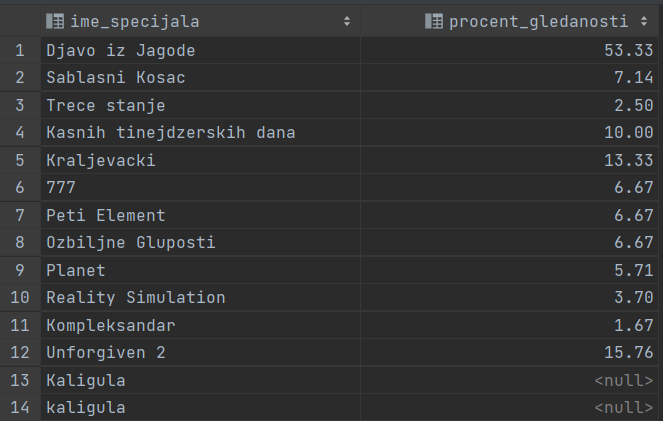 ime_specijala procent_gledanosti
1 Djavo iz Jagode 53.33
2 Sablasni Kosac 7.14
3 Trece stanje 2.50
4 Kasnih tinejdzerskih dana 10.00
5 Kraljevacki 13.33
6 777 6.67
7 Peti Element 6.67
8 Ozbiljne Gluposti 6.67
9 Planet 5.71
10 Reality Simulation 3.70
11 Kompleksandar 1.67
12 Unforgiven 2 15.76
13 Kaligula <null>
14 kaligula <null>